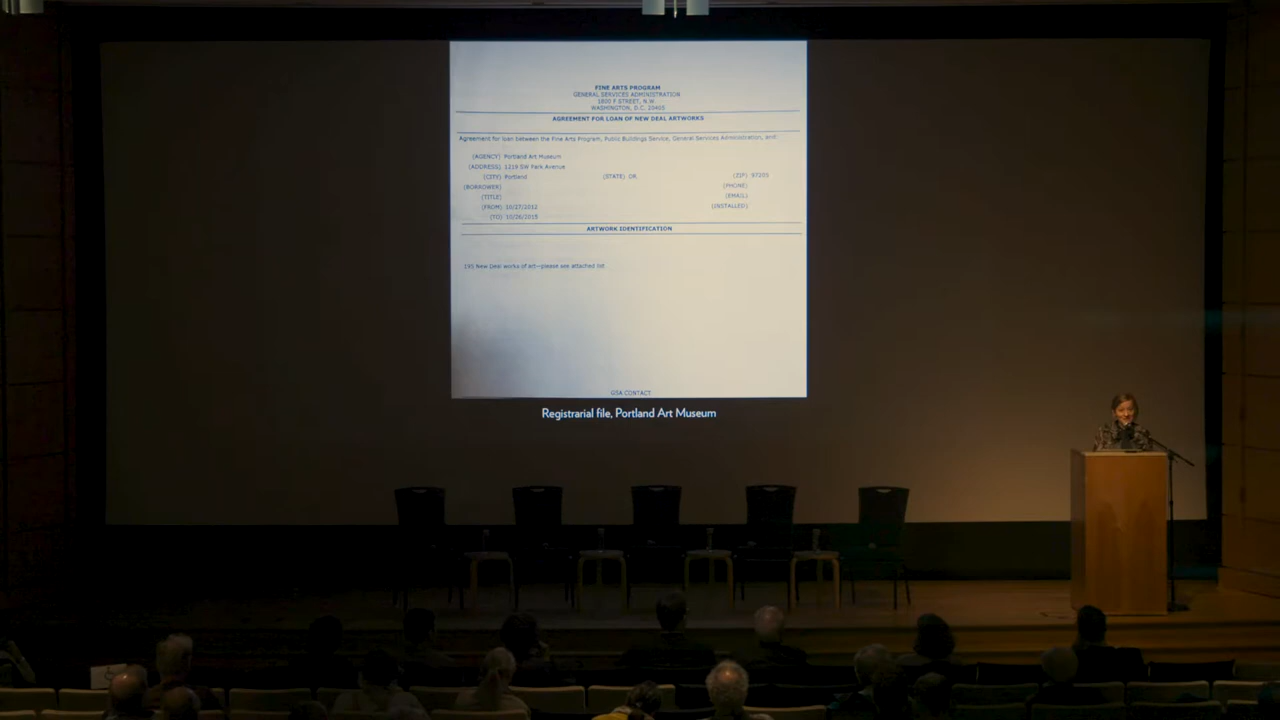 FINE ARTS PROGRAM
GENERAL SERVICES ADMINISTRATION
1800 F STREET, N.W.
WASHINGTON, D.C. 20405
AGREEMENT FOR LOAN OF NEW DEAL ARTWORKS
Agreement for loan between the Fine Arts Program, Public Buildings Service, General Services Administration, and:
(AGENCY) Portland Art Museum
(ADDRESS) 1219 SW Park Avenue
(CITY) Portland (STATE) OR (ZIP) 97205
(BORROWER) (PHONE)
(TITLE) (EMAIL)
(FROM) 10/27/2012 (INSTALLED)
(TO) 10/26/2015
ARTWORK IDENTIFICATION
New Deal works of art—please see attached list
GSA CONTACT
Registrarial file, Portland Art Museum